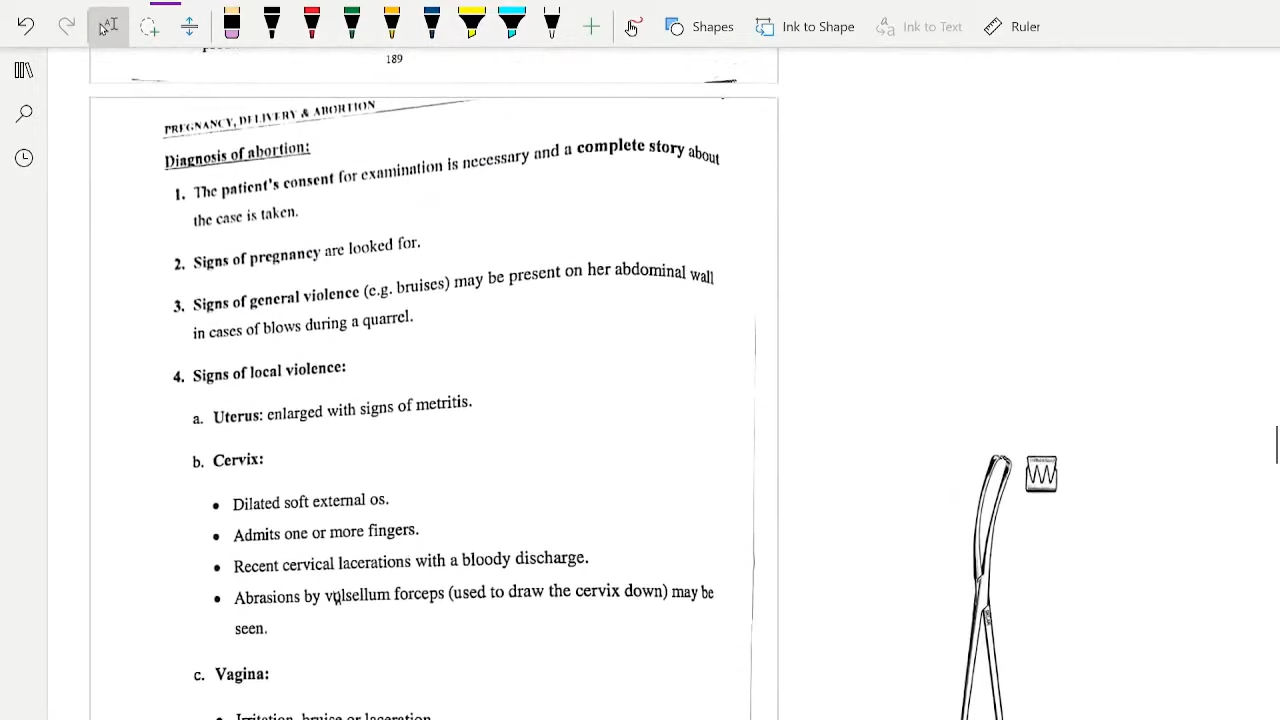 Shapes
Ink to Shape
Ink to Text
Ruler
189
PREGNANCY, DELIVERY & ABORTION
Diagnosis of abortion:
1. The patient's consent for examination is necessary and a complete story about
the case is taken.
2. Signs of pregnancy are looked for.
3. Signs of general violence (e.g. bruises) may be present on her abdominal wall
in cases of blows during a quarrel.
4. Signs of local violence:
a. Uterus: enlarged with signs of metritis.
b. Cervix:
• Dilated soft external os.
• Admits one or more fingers.
• Recent cervical lacerations with a bloody discharge.
• Abrasions by vulsellum forceps (used to draw the cervix down) may be
seen.
c. Vagina:
• Irritation, bruise or laceration